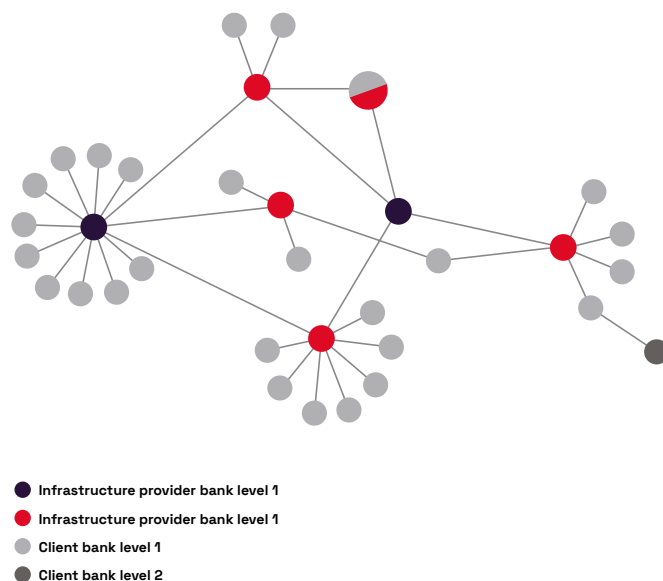 Infrastructure provider bank level 1
Infrastructure provider bank level 1
Client bank level 1
Client bank level 2